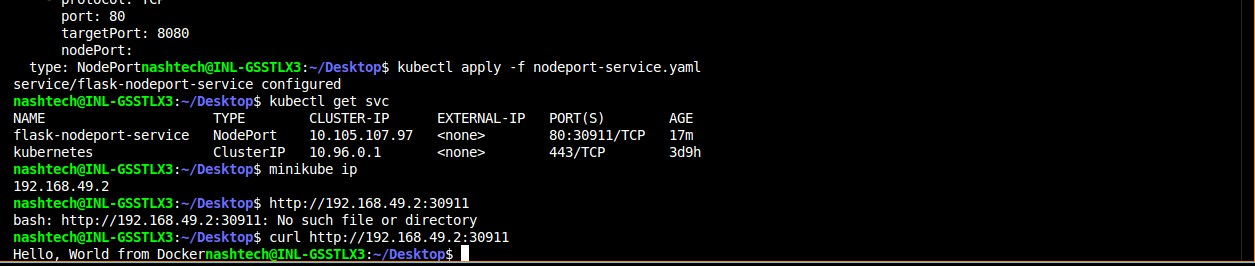 - protocol: TCP
port: 80
targetPort: 8080
nodePort:
type: NodePortnashtech@INL-GSSTLX3:~/Desktop$ kubectl apply -f nodeport-service.yaml
service/flask-nodeport-service configured
nashtech@INL-GSSTLX3:~/Desktop$ kubectl get svc
NAME TYPE CLUSTER-IP EXTERNAL-IP PORT(S) AGE
flask-nodeport-service NodePort 10.105.107.97 <none> 80:30911/TCP 17m
kubernetes ClusterIP 10.96.0.1 <none> 443/TCP 3d9h
nashtech@INL-GSSTLX3:~/Desktop$ minikube ip
192.168.49.2
nashtech@INL-GSSTLX3:~/Desktop$ http://192.168.49.2:30911
bash: http://192.168.49.2:30911: No such file or directory
nashtech@INL-GSSTLX3:~/Desktop$ curl http://192.168.49.2:30911
Hello, World from Dockernashtech@INL-GSSTLX3:~/Desktop$